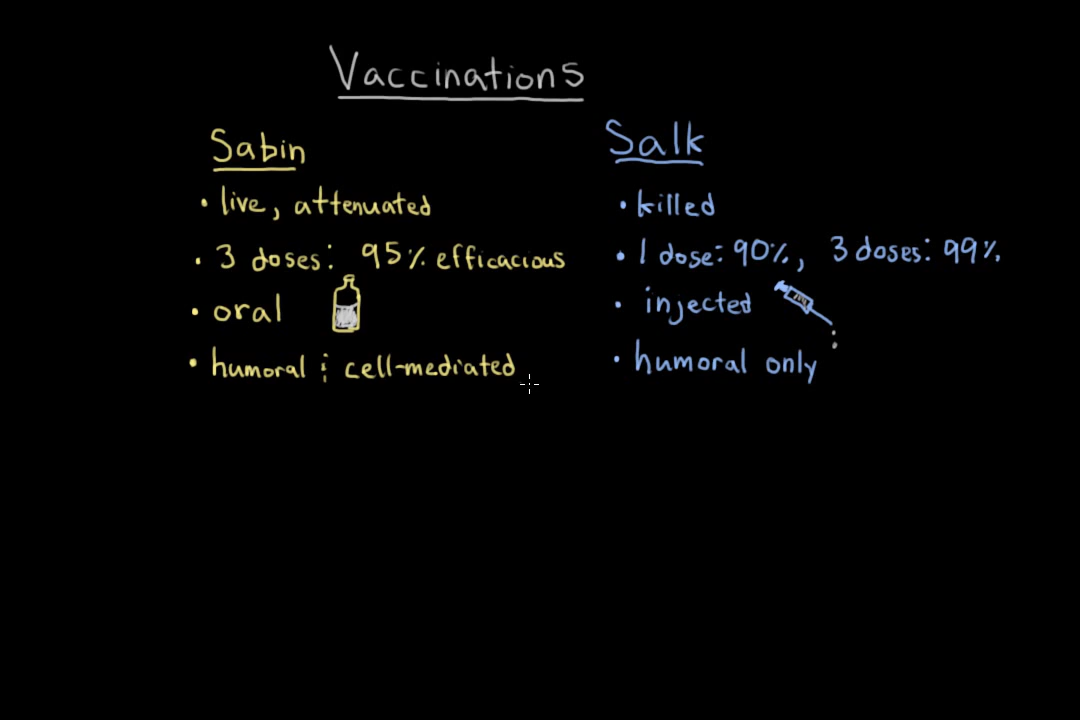 Vaccinations
Sabin
• live, attenuated
• 3 doses: 95% efficacious
• oral
• humoral & cell-mediated
Salk
• killed
• 1 dose: 90%, 3 doses: 99%
• injected
• humoral only